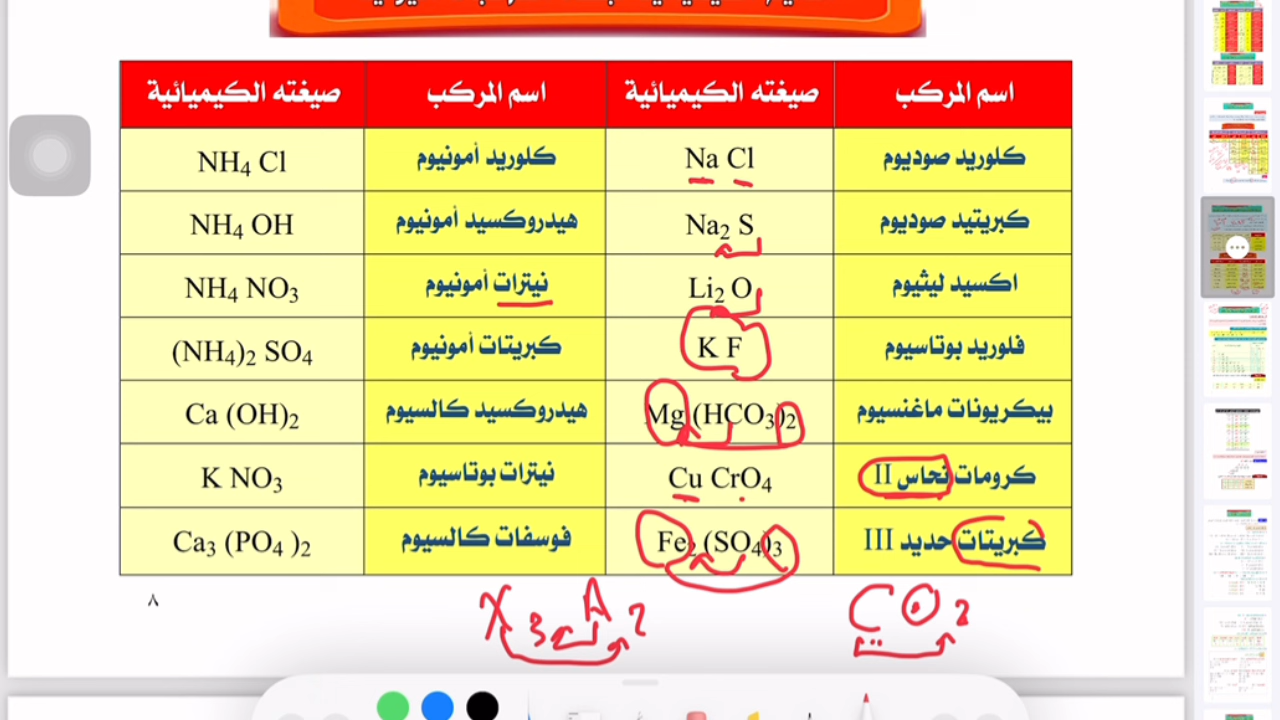 اسم المركب صيغته الكيميائية اسم المركب صيغته الكيميائية
كلوريد صوديوم Na Cl كلوريد أمونيوم NH4 Cl
كبريتيد صوديوم Na2 S هيدروكسيد أمونيوم NH4 OH
اكسيد ليثيوم Li2 O نيترات أمونيوم NH4 NO3
فلوريد بوتاسيوم K F كبريتات أمونيوم (NH4)2 SO4
بيكربونات ماغنسيوم Mg (HCO3)2 هيدروكسيد كالسيوم Ca (OH)2
كرومات نحاس II Cu CrO4 نيترات بوتاسيوم K NO3
كبريتات حديد III Fe2 (SO4)3 فوسفات كالسيوم Ca3 (PO4 )2
CO2 X3 A2
٨